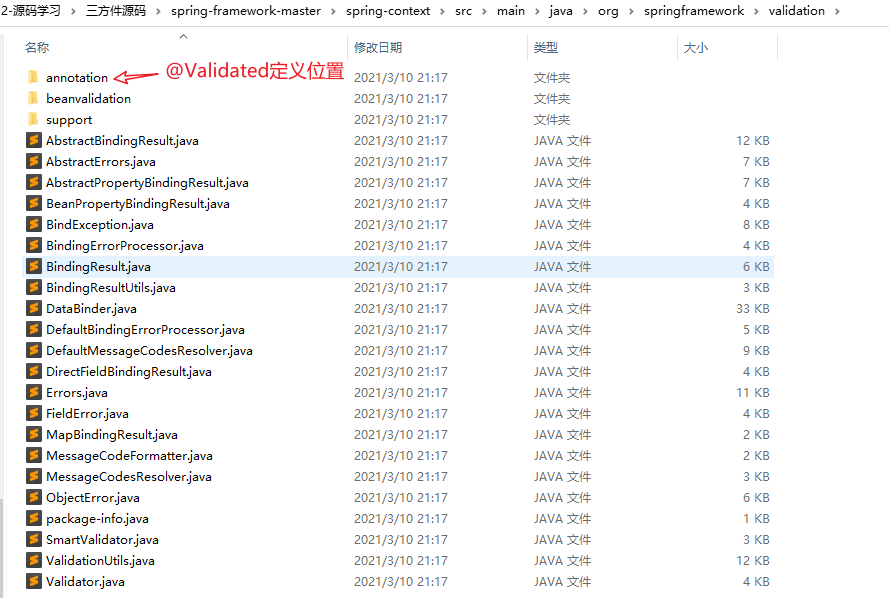 2-源码学习 › 三方件源码 › spring-framework-master › spring-context › src › main › java › org › springframework › validation ›
名称 修改日期 类型 大小
annotation @Validated定义位置 2021/3/10 21:17 文件夹
beanvalidation 2021/3/10 21:17 文件夹
support 2021/3/10 21:17 文件夹
AbstractBindingResult.java 2021/3/10 21:17 JAVA 文件 12 KB
AbstractErrors.java 2021/3/10 21:17 JAVA 文件 7 KB
AbstractPropertyBindingResult.java 2021/3/10 21:17 JAVA 文件 7 KB
BeanPropertyBindingResult.java 2021/3/10 21:17 JAVA 文件 4 KB
BindException.java 2021/3/10 21:17 JAVA 文件 8 KB
BindingErrorProcessor.java 2021/3/10 21:17 JAVA 文件 4 KB
BindingResult.java 2021/3/10 21:17 JAVA 文件 6 KB
BindingResultUtils.java 2021/3/10 21:17 JAVA 文件 3 KB
DataBinder.java 2021/3/10 21:17 JAVA 文件 33 KB
DefaultBindingErrorProcessor.java 2021/3/10 21:17 JAVA 文件 5 KB
DefaultMessageCodesResolver.java 2021/3/10 21:17 JAVA 文件 9 KB
DirectFieldBindingResult.java 2021/3/10 21:17 JAVA 文件 4 KB
Errors.java 2021/3/10 21:17 JAVA 文件 11 KB
FieldError.java 2021/3/10 21:17 JAVA 文件 4 KB
MapBindingResult.java 2021/3/10 21:17 JAVA 文件 2 KB
MessageCodeFormatter.java 2021/3/10 21:17 JAVA 文件 2 KB
MessageCodesResolver.java 2021/3/10 21:17 JAVA 文件 3 KB
ObjectError.java 2021/3/10 21:17 JAVA 文件 6 KB
package-info.java 2021/3/10 21:17 JAVA 文件 1 KB
SmartValidator.java 2021/3/10 21:17 JAVA 文件 3 KB
ValidationUtils.java 2021/3/10 21:17 JAVA 文件 12 KB
Validator.java 2021/3/10 21:17 JAVA 文件 4 KB